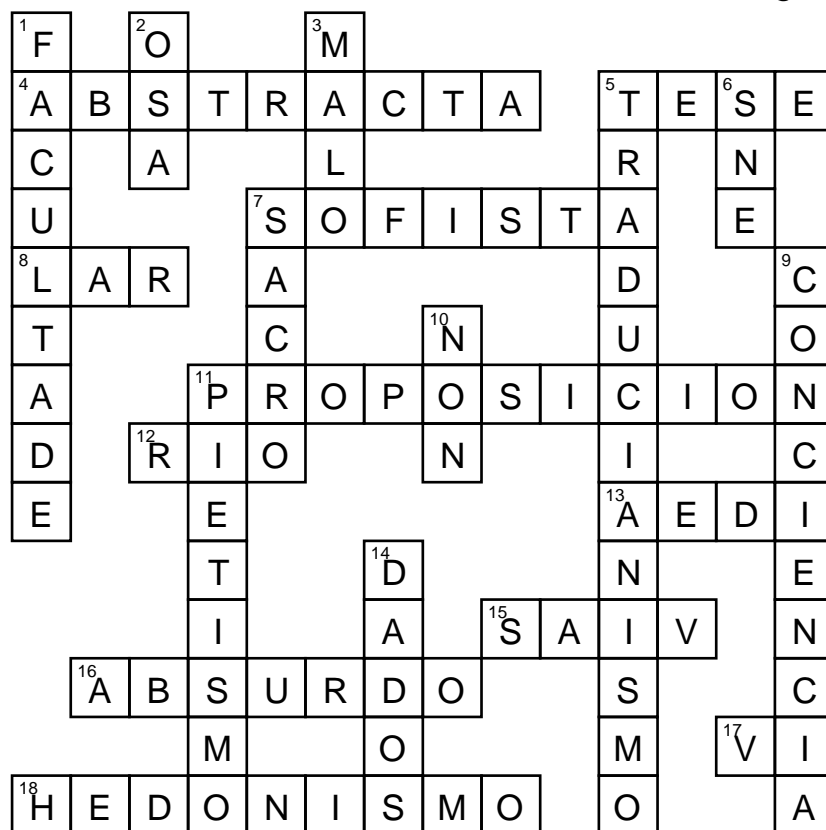 1 F 2 O 3 M
4 A B S T R A C T A 5 T E 6 S E
C A L R N
U 7 S O F I S T A E
8 L A R A D 9 C
T C 10 N U O
A 11 P R O P O S I C I O N
D 12 R I O N I C
E E 13 A E D I
T 14 D N E
I A 15 S A I V N
16 A B S U R D O S C
M O M 17 V I
18 H E D O N I S M O O A